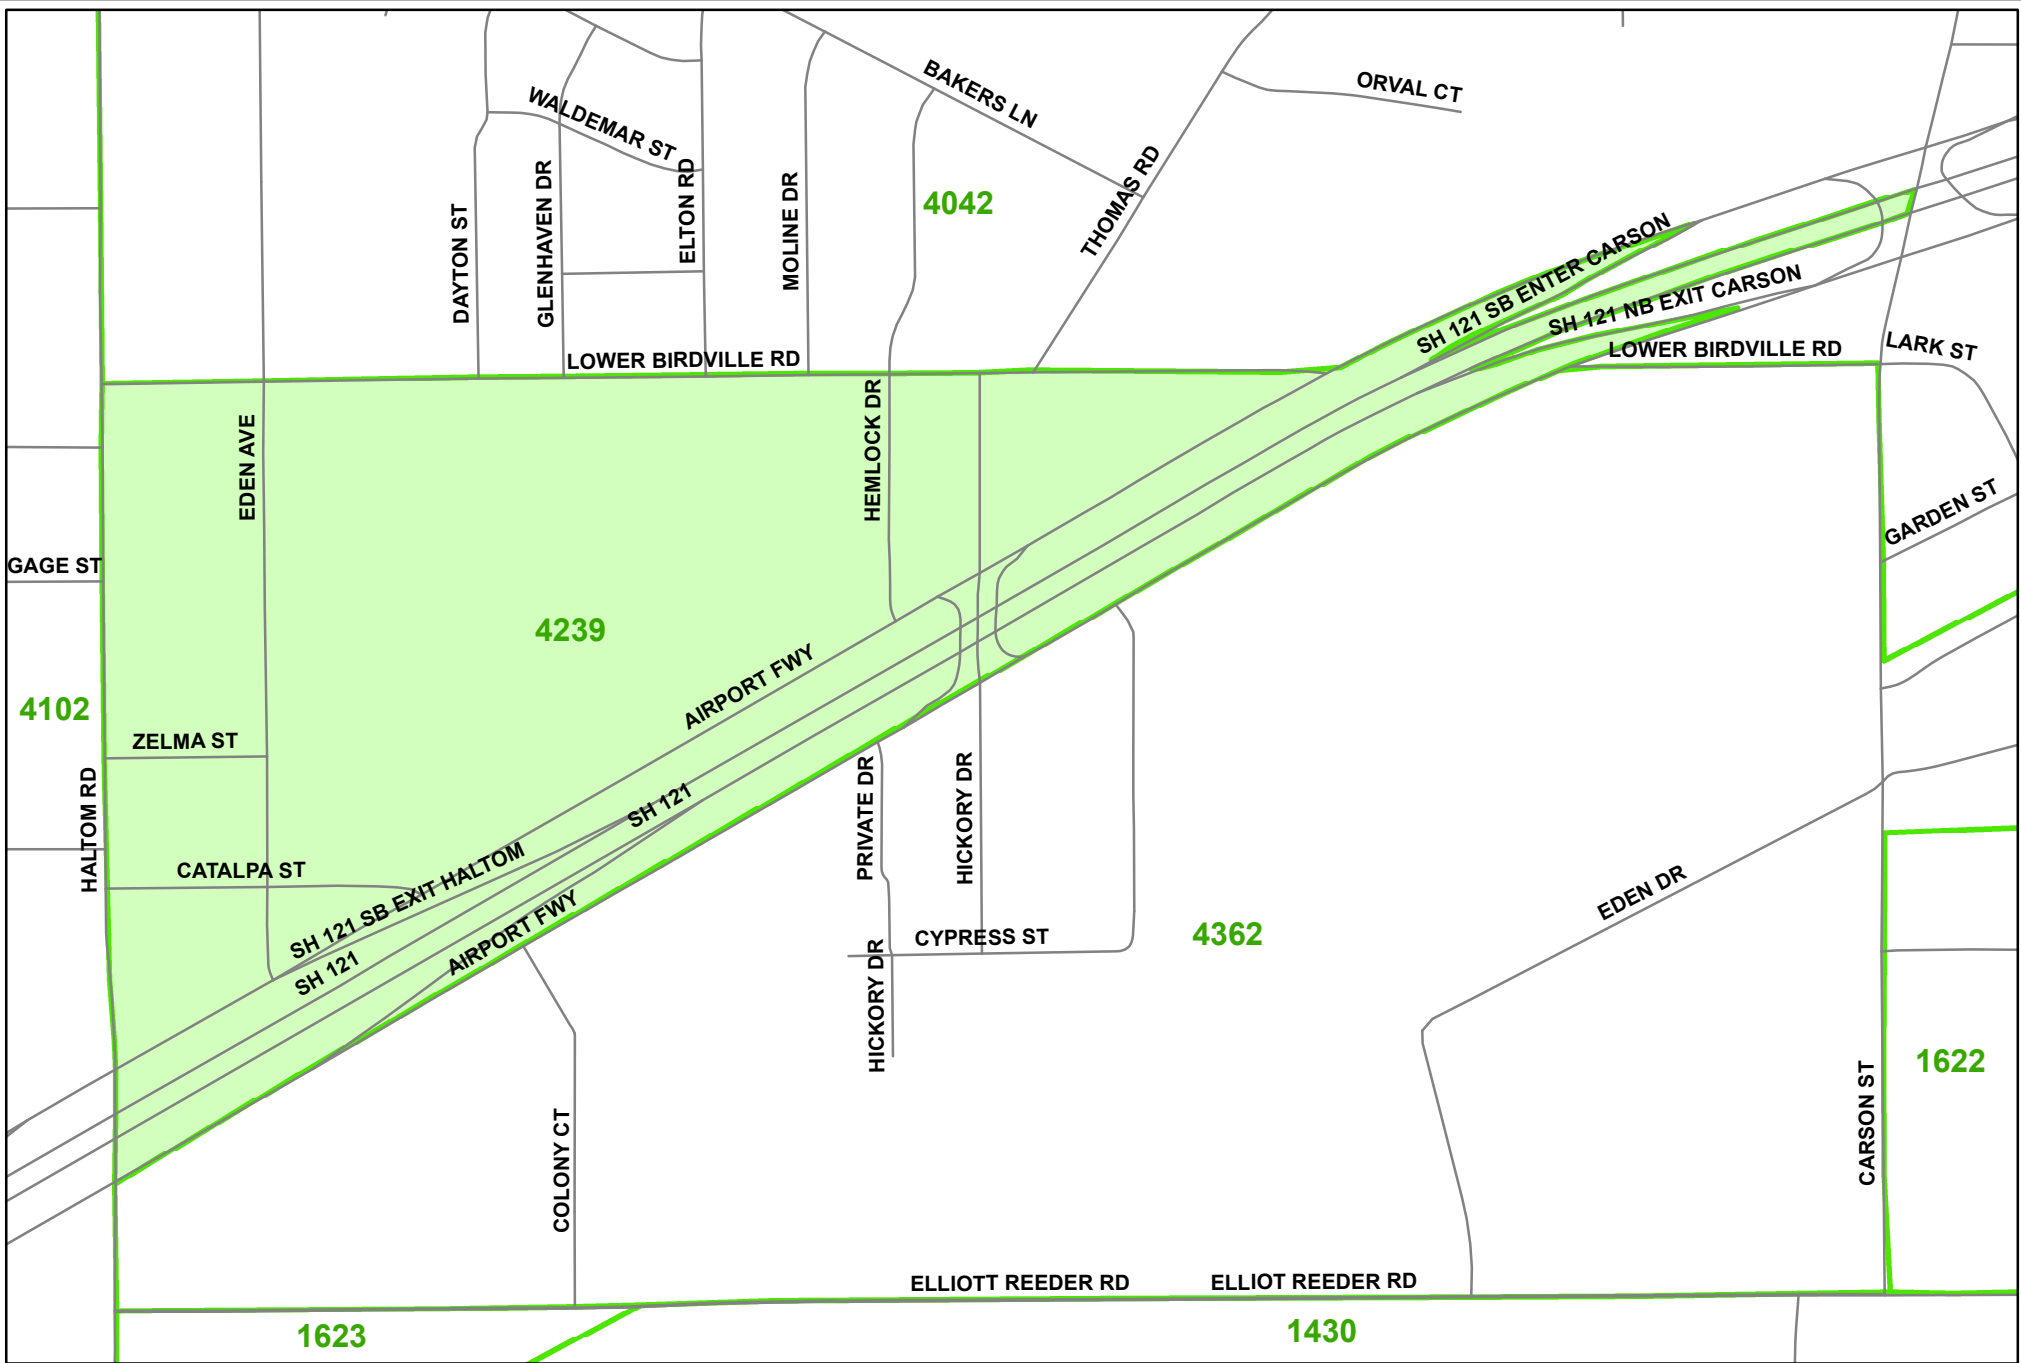 BAKERS LN
ORVAL CT
WALDEMAR ST
THOMAS RD
ELTON RD
GLENHAVEN DR
MOLINE DR
DAYTON ST
4042
SH 121 SB ENTER CARSON
SH 121 NB EXIT CARSON
LOWER BIRDVILLE RD
LOWER BIRDVILLE RD
LARK ST
EDEN AVE
HEMLOCK DR
GARDEN ST
GAGE ST
4239
AIRPORT FWY
4102
ZELMA ST
SH 121
HALTOM RD
PRIVATE DR
HICKORY DR
CATALPA ST
SH 121 SB EXIT HALTOM
EDEN DR
AIRPORT FWY
SH 121
CYPRESS ST
4362
HICKORY DR
1622
COLONY CT
CARSON ST
ELLIOTT REEDER RD
ELLIOT REEDER RD
1623
1430